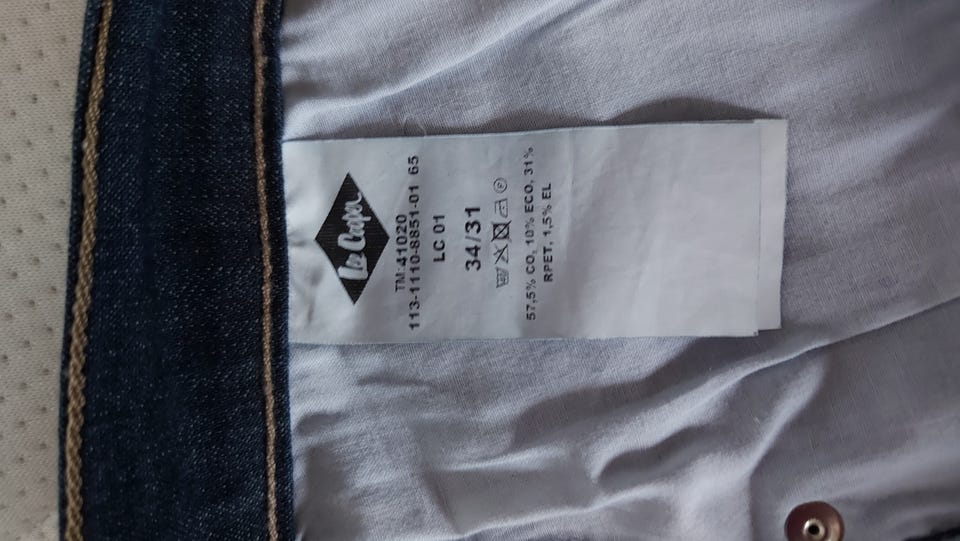 Lee Cooper
TM:41020
113-1110-8851-01 65
LC 01
34/31
57,5% CO, 10% ECO, 31%
RPET, 1,5% EL